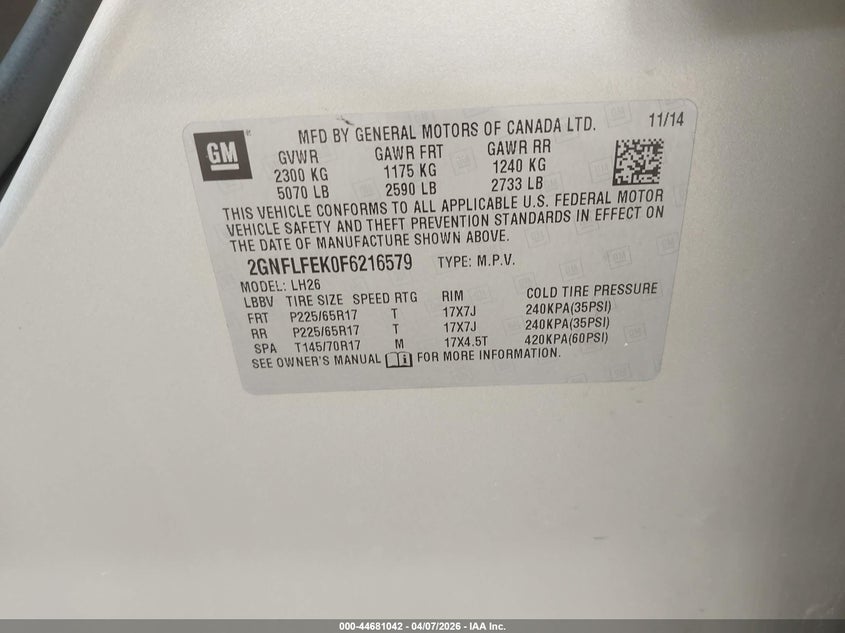 GM
MFD BY GENERAL MOTORS OF CANADA LTD. 11/14
GVWR GAWR FRT GAWR RR
2300 KG 1175 KG 1240 KG
5070 LB 2590 LB 2733 LB
THIS VEHICLE CONFORMS TO ALL APPLICABLE U.S. FEDERAL MOTOR
VEHICLE SAFETY AND THEFT PREVENTION STANDARDS IN EFFECT ON
THE DATE OF MANUFACTURE SHOWN ABOVE.
2GNFLFEK0F6216579 TYPE: M.P.V.
MODEL: LH26
LBBV TIRE SIZE SPEED RTG RIM COLD TIRE PRESSURE
FRT P225/65R17 T 17X7J 240KPA(35PSI)
RR P225/65R17 T 17X7J 240KPA(35PSI)
SPA T145/70R17 M 17X4.5T 420KPA(60PSI)
SEE OWNER'S MANUAL FOR MORE INFORMATION.
000-44681042 - 04/07/2026 - IAA Inc.